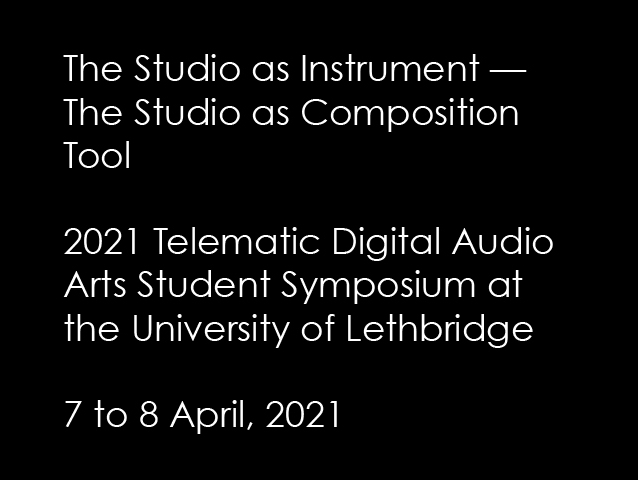 The Studio as Instrument —
The Studio as Composition
Tool
2021 Telematic Digital Audio
Arts Student Symposium at
the University of Lethbridge
7 to 8 April, 2021